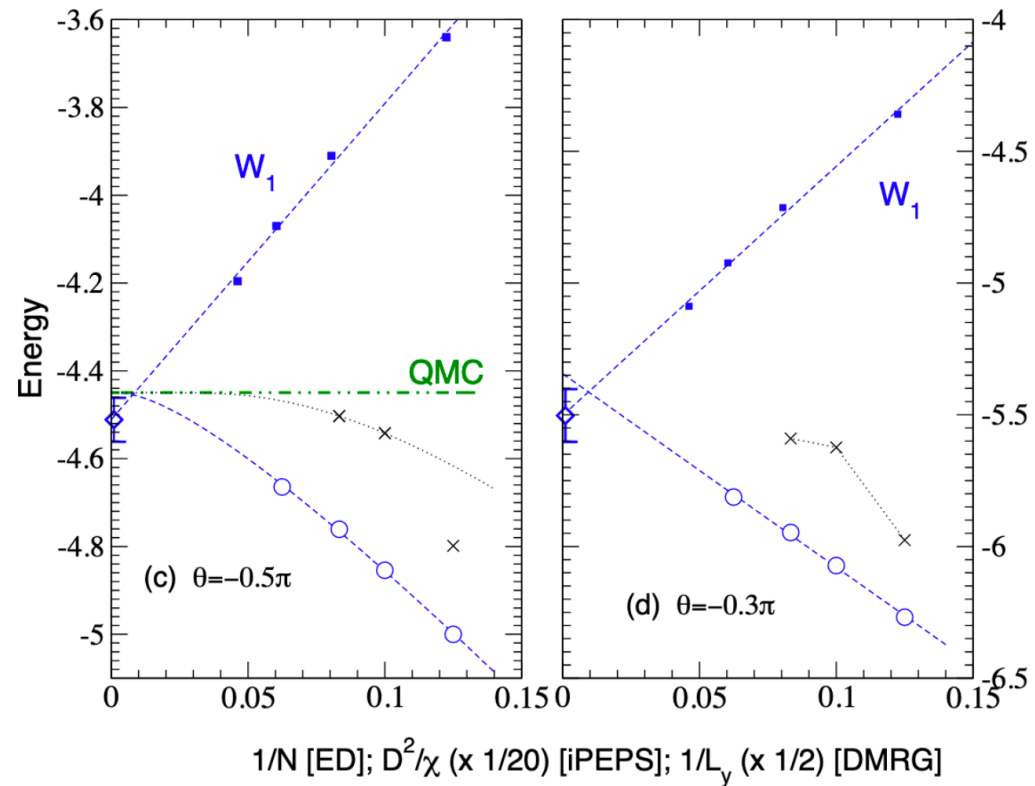 -3.6
-3.8
-4
-4.2
-4.4
-4.6
-4.8
-5
Energy
W₁
QMC
(c) θ=-0.5π
0 0.05 0.1 0.15
-4
-4.5
-5
-5.5
-6
-6.5
W₁
(d) θ=-0.3π
0 0.05 0.1 0.15
1/N [ED]; D²/χ (x 1/20) [iPEPS]; 1/L_y (x 1/2) [DMRG]